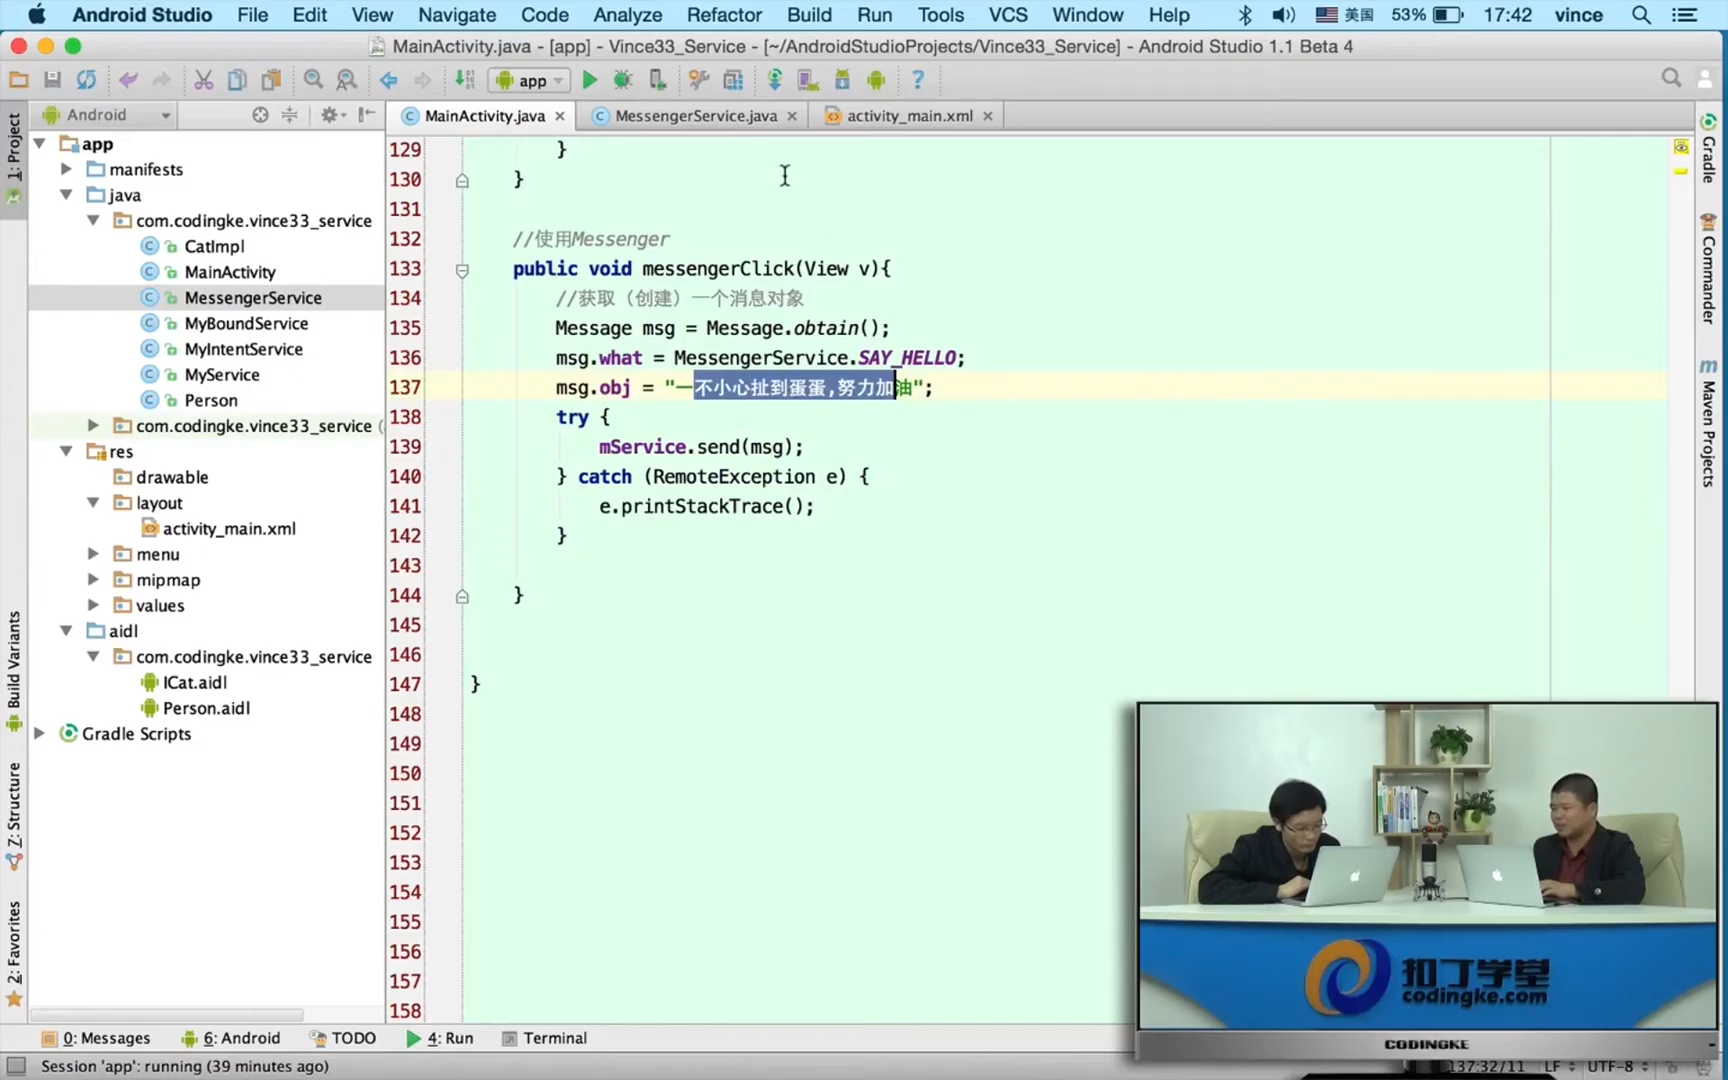 Android Studio File Edit View Navigate Code Analyze Refactor Build Run Tools VCS Window Help 美国 53% 17:42 vince
MainActivity.java - [app] - Vince33_Service - [~/AndroidStudioProjects/Vince33_Service] - Android Studio 1.1 Beta 4
app
Android
MainActivity.java MessengerService.java activity_main.xml
1: Project
Build Variants
Z: Structure
2: Favorites
app
manifests
java
com.codingke.vince33_service
CatImpl
MainActivity
MessengerService
MyBoundService
MyIntentService
MyService
Person
com.codingke.vince33_service (
res
drawable
layout
activity_main.xml
menu
mipmap
values
aidl
com.codingke.vince33_service
ICat.aidl
Person.aidl
Gradle Scripts
129 }
130 }
131
132 //使用Messenger
133 public void messengerClick(View v){
134 //获取（创建）一个消息对象
135 Message msg = Message.obtain();
136 msg.what = MessengerService.SAY_HELLO;
137 msg.obj = "一不小心扯到蛋蛋,努力加油";
138 try {
139 mService.send(msg);
140 } catch (RemoteException e) {
141 e.printStackTrace();
142 }
143
144 }
145
146
147 }
148
149
150
151
152
153
154
155
156
157
158
Gradle
Commander
Maven Projects
m
扣丁学堂
codingke.com
CODINGKE
0: Messages 6: Android TODO 4: Run Terminal
Session 'app': running (39 minutes ago) 137:32/11 LF UTF-8